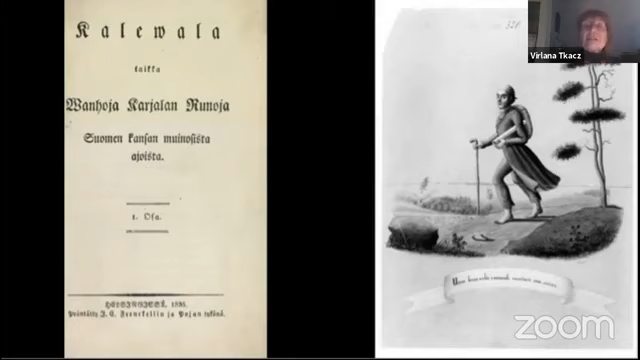 Kalewala
taikka
Wanhoja Karjalan Runoja
Suomen kansan muinosista
ajoista.
1. Osa.
HELSINGISSÄ, 1835.
Präntätty J. C. Frenckellin ja Pojan tykönä.
Virlana Tkacz
zoom